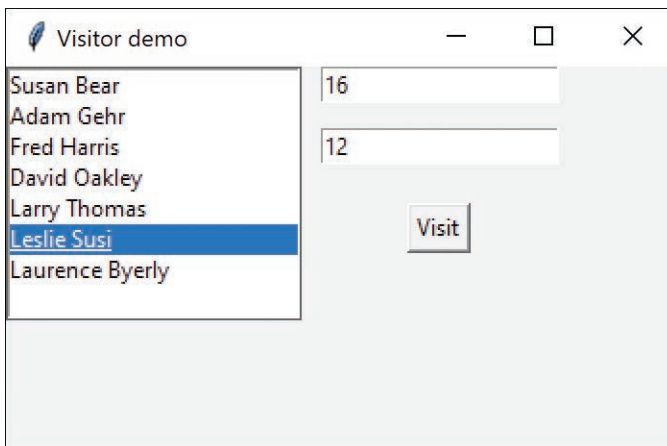 Visitor demo
Susan Bear
Adam Gehr
Fred Harris
David Oakley
Larry Thomas
Leslie Susi
Laurence Byerly
16
12
Visit